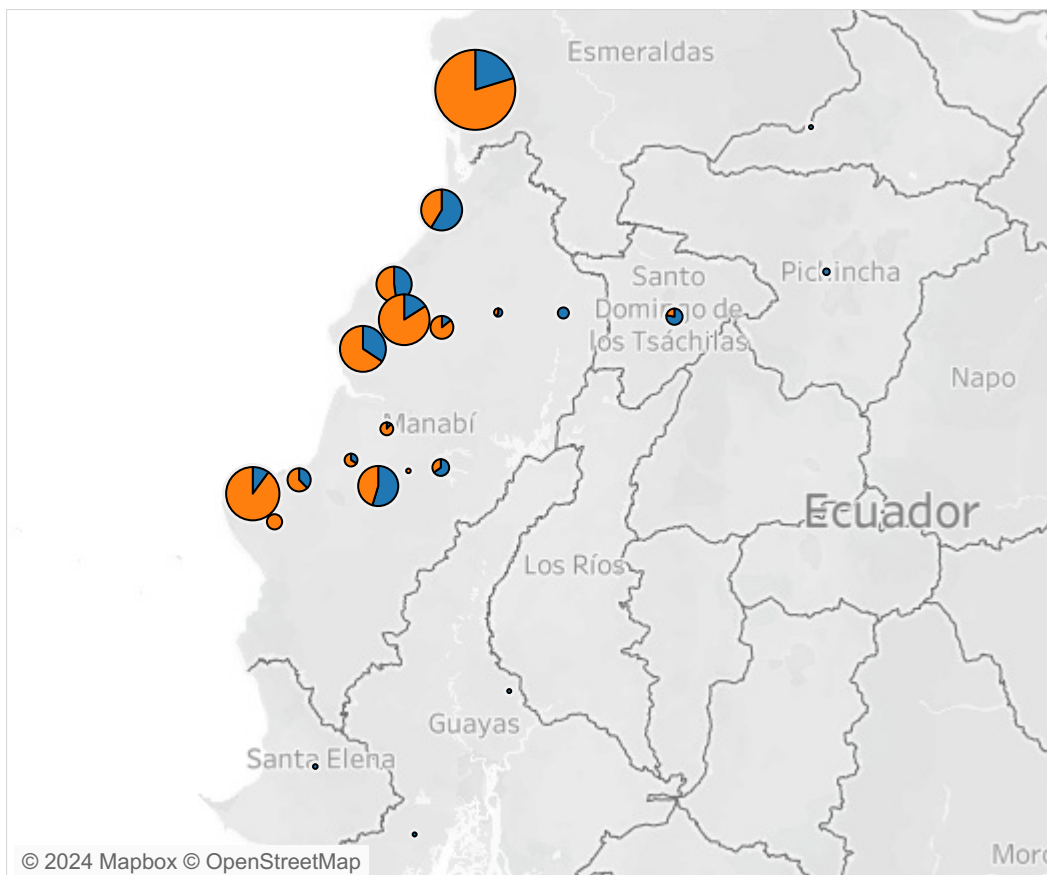 Esmeraldas
Pichincha
Santo
Domingo de
los Tsáchilas
Napo
Manabí
Ecuador
Los Ríos
Guayas
Santa Elena
Moro
© 2024 Mapbox © OpenStreetMap